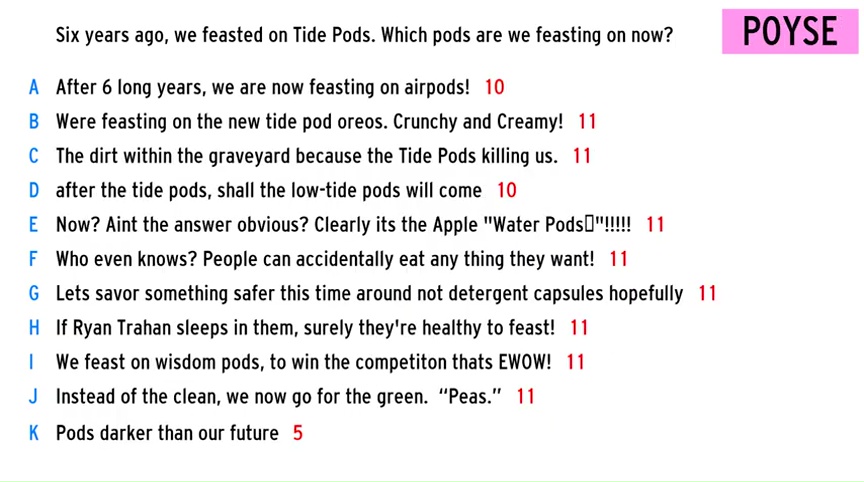 Six years ago, we feasted on Tide Pods. Which pods are we feasting on now?
POYSE
A After 6 long years, we are now feasting on airpods! 10
B Were feasting on the new tide pod oreos. Crunchy and Creamy! 11
C The dirt within the graveyard because the Tide Pods killing us. 11
D after the tide pods, shall the low-tide pods will come 10
E Now? Aint the answer obvious? Clearly its the Apple "Water Pods▯"!!!!! 11
F Who even knows? People can accidentally eat any thing they want! 11
G Lets savor something safer this time around not detergent capsules hopefully 11
H If Ryan Trahan sleeps in them, surely they're healthy to feast! 11
I We feast on wisdom pods, to win the competiton thats EWOW! 11
J Instead of the clean, we now go for the green. “Peas.” 11
K Pods darker than our future 5